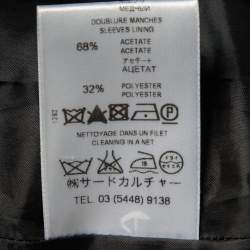 МЕДНЫЙ
DOUBLURE MANCHES
SLEEVES LINING
68% ACETATE
ACETATE
アセテート
АЦЕТАТ
32% POLYESTER
POLYESTER
NETTOYAGE DANS UN FILET
CLEANING IN A NET
㈱サードカルチャー
TEL. 03 (5448) 9138